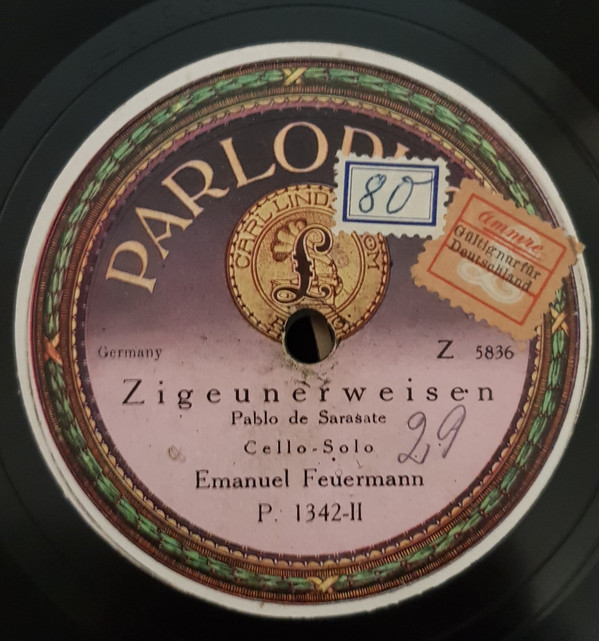 PARLOPH
80
ammre
Gültig nur für
Deutschland
CARL LINDSTRÖM
£
Germany
Z 5836
Zigeunerweisen
Pablo de Sarasate
Cello-Solo
29
Emanuel Feuermann
P. 1342-II